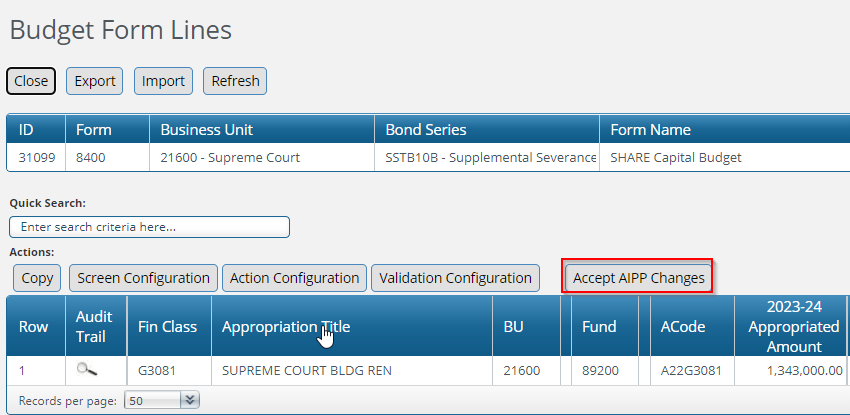 Budget Form Lines
Close Export Import Refresh
ID Form Business Unit Bond Series Form Name
31099 8400 21600 - Supreme Court SSTB10B - Supplemental Severance SHARE Capital Budget
Quick Search:
Enter search criteria here...
Actions:
Copy Screen Configuration Action Configuration Validation Configuration Accept AIPP Changes
Row Audit Trail Fin Class Appropriation Title BU Fund ACode 2023-24 Appropriated Amount
1 G3081 SUPREME COURT BLDG REN 21600 89200 A22G3081 1,343,000.00
Records per page: 50